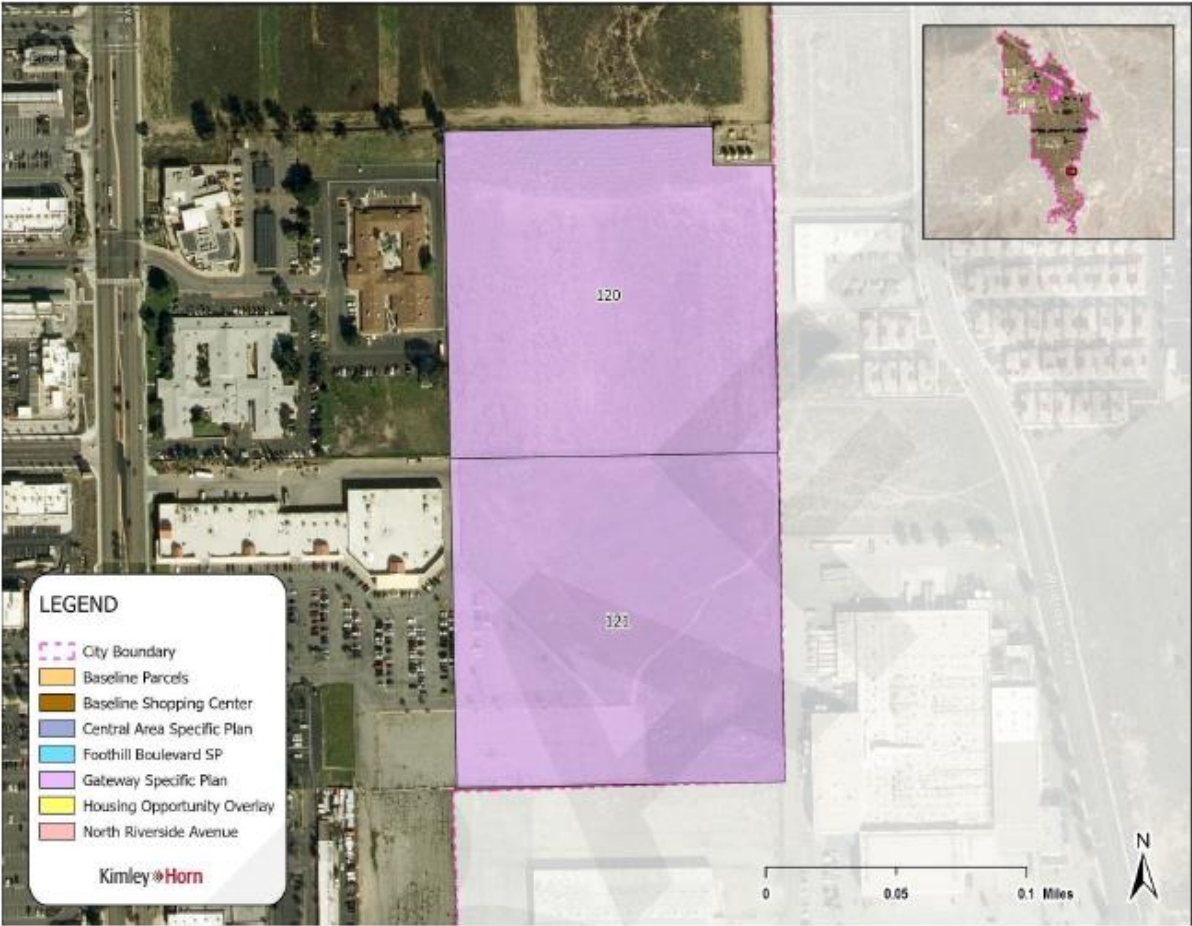 120
121
LEGEND
City Boundary
Baseline Parcels
Baseline Shopping Center
Central Area Specific Plan
Foothill Boulevard SP
Gateway Specific Plan
Housing Opportunity Overlay
North Riverside Avenue
Kimley»Horn
N
0 0.05 0.1 Miles